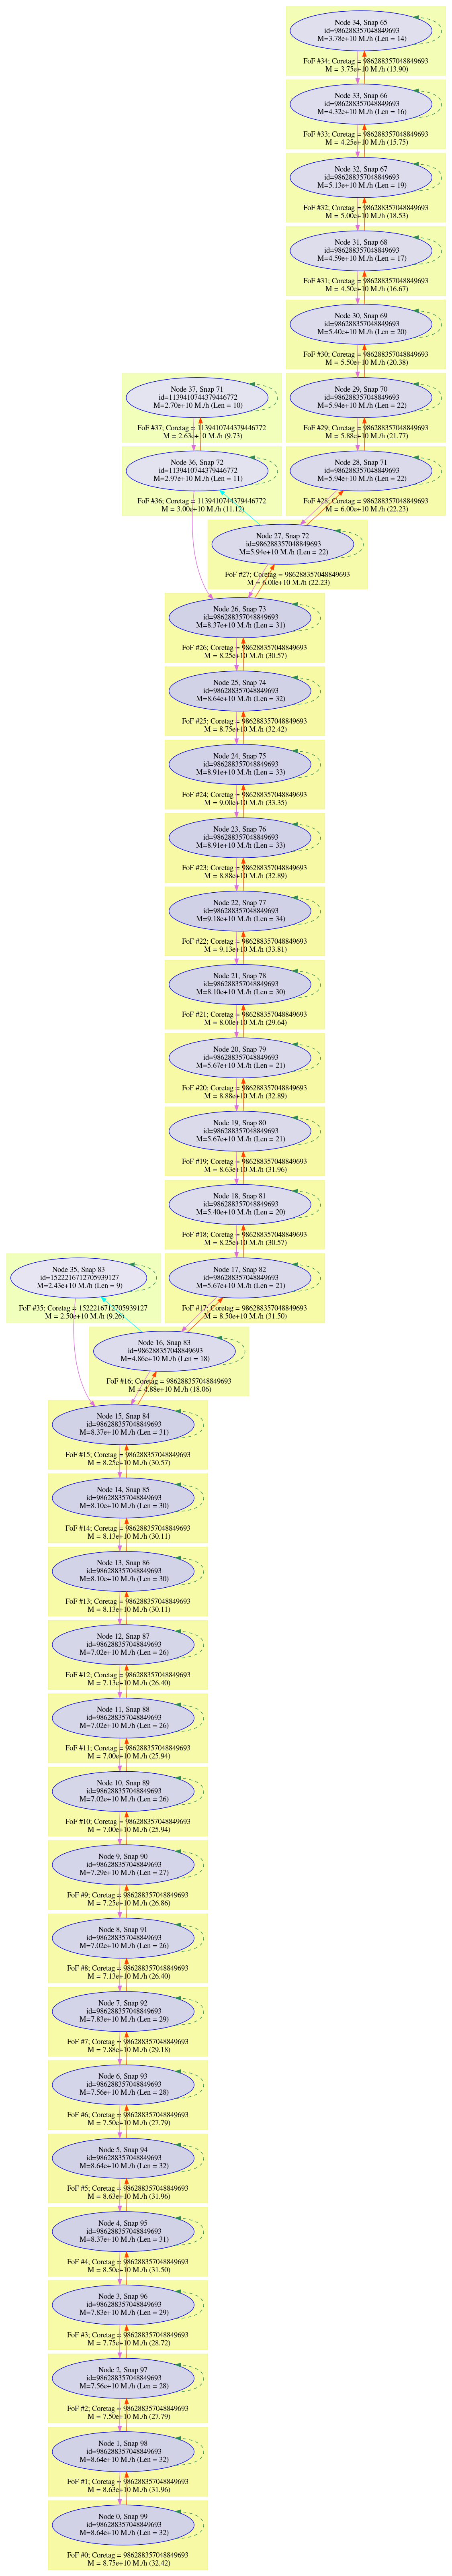 Node 34, Snap 65
id=986288357048849693
M=3.78e+10 M./h (Len = 14)
FoF #34; Coretag = 986288357048849693
M = 3.75e+10 M./h (13.90)
Node 33, Snap 66
id=986288357048849693
M=4.32e+10 M./h (Len = 16)
FoF #33; Coretag = 986288357048849693
M = 4.25e+10 M./h (15.75)
Node 32, Snap 67
id=986288357048849693
M=5.13e+10 M./h (Len = 19)
FoF #32; Coretag = 986288357048849693
M = 5.00e+10 M./h (18.53)
Node 31, Snap 68
id=986288357048849693
M=4.59e+10 M./h (Len = 17)
FoF #31; Coretag = 986288357048849693
M = 4.50e+10 M./h (16.67)
Node 30, Snap 69
id=986288357048849693
M=5.40e+10 M./h (Len = 20)
FoF #30; Coretag = 986288357048849693
M = 5.50e+10 M./h (20.38)
Node 37, Snap 71
id=1139410744379446772
M=2.70e+10 M./h (Len = 10)
FoF #37; Coretag = 1139410744379446772
M = 2.63e+10 M./h (9.73)
Node 29, Snap 70
id=986288357048849693
M=5.94e+10 M./h (Len = 22)
FoF #29; Coretag = 986288357048849693
M = 5.88e+10 M./h (21.77)
Node 36, Snap 72
id=1139410744379446772
M=2.97e+10 M./h (Len = 11)
FoF #36; Coretag = 1139410744379446772
M = 3.00e+10 M./h (11.12)
Node 28, Snap 71
id=986288357048849693
M=5.94e+10 M./h (Len = 22)
FoF #28; Coretag = 986288357048849693
M = 6.00e+10 M./h (22.23)
Node 27, Snap 72
id=986288357048849693
M=5.94e+10 M./h (Len = 22)
FoF #27; Coretag = 986288357048849693
M = 6.00e+10 M./h (22.23)
Node 26, Snap 73
id=986288357048849693
M=8.37e+10 M./h (Len = 31)
FoF #26; Coretag = 986288357048849693
M = 8.25e+10 M./h (30.57)
Node 25, Snap 74
id=986288357048849693
M=8.64e+10 M./h (Len = 32)
FoF #25; Coretag = 986288357048849693
M = 8.75e+10 M./h (32.42)
Node 24, Snap 75
id=986288357048849693
M=8.91e+10 M./h (Len = 33)
FoF #24; Coretag = 986288357048849693
M = 9.00e+10 M./h (33.35)
Node 23, Snap 76
id=986288357048849693
M=8.91e+10 M./h (Len = 33)
FoF #23; Coretag = 986288357048849693
M = 8.88e+10 M./h (32.89)
Node 22, Snap 77
id=986288357048849693
M=9.18e+10 M./h (Len = 34)
FoF #22; Coretag = 986288357048849693
M = 9.13e+10 M./h (33.81)
Node 21, Snap 78
id=986288357048849693
M=8.10e+10 M./h (Len = 30)
FoF #21; Coretag = 986288357048849693
M = 8.00e+10 M./h (29.64)
Node 20, Snap 79
id=986288357048849693
M=5.67e+10 M./h (Len = 21)
FoF #20; Coretag = 986288357048849693
M = 8.88e+10 M./h (32.89)
Node 19, Snap 80
id=986288357048849693
M=5.67e+10 M./h (Len = 21)
FoF #19; Coretag = 986288357048849693
M = 8.63e+10 M./h (31.96)
Node 18, Snap 81
id=986288357048849693
M=5.40e+10 M./h (Len = 20)
FoF #18; Coretag = 986288357048849693
M = 8.25e+10 M./h (30.57)
Node 35, Snap 83
id=1522216712705939127
M=2.43e+10 M./h (Len = 9)
FoF #35; Coretag = 1522216712705939127
M = 2.50e+10 M./h (9.26)
Node 17, Snap 82
id=986288357048849693
M=5.67e+10 M./h (Len = 21)
FoF #17; Coretag = 986288357048849693
M = 8.50e+10 M./h (31.50)
Node 16, Snap 83
id=986288357048849693
M=4.86e+10 M./h (Len = 18)
FoF #16; Coretag = 986288357048849693
M = 4.88e+10 M./h (18.06)
Node 15, Snap 84
id=986288357048849693
M=8.37e+10 M./h (Len = 31)
FoF #15; Coretag = 986288357048849693
M = 8.25e+10 M./h (30.57)
Node 14, Snap 85
id=986288357048849693
M=8.10e+10 M./h (Len = 30)
FoF #14; Coretag = 986288357048849693
M = 8.13e+10 M./h (30.11)
Node 13, Snap 86
id=986288357048849693
M=8.10e+10 M./h (Len = 30)
FoF #13; Coretag = 986288357048849693
M = 8.13e+10 M./h (30.11)
Node 12, Snap 87
id=986288357048849693
M=7.02e+10 M./h (Len = 26)
FoF #12; Coretag = 986288357048849693
M = 7.13e+10 M./h (26.40)
Node 11, Snap 88
id=986288357048849693
M=7.02e+10 M./h (Len = 26)
FoF #11; Coretag = 986288357048849693
M = 7.00e+10 M./h (25.94)
Node 10, Snap 89
id=986288357048849693
M=7.02e+10 M./h (Len = 26)
FoF #10; Coretag = 986288357048849693
M = 7.00e+10 M./h (25.94)
Node 9, Snap 90
id=986288357048849693
M=7.29e+10 M./h (Len = 27)
FoF #9; Coretag = 986288357048849693
M = 7.25e+10 M./h (26.86)
Node 8, Snap 91
id=986288357048849693
M=7.02e+10 M./h (Len = 26)
FoF #8; Coretag = 986288357048849693
M = 7.13e+10 M./h (26.40)
Node 7, Snap 92
id=986288357048849693
M=7.83e+10 M./h (Len = 29)
FoF #7; Coretag = 986288357048849693
M = 7.88e+10 M./h (29.18)
Node 6, Snap 93
id=986288357048849693
M=7.56e+10 M./h (Len = 28)
FoF #6; Coretag = 986288357048849693
M = 7.50e+10 M./h (27.79)
Node 5, Snap 94
id=986288357048849693
M=8.64e+10 M./h (Len = 32)
FoF #5; Coretag = 986288357048849693
M = 8.63e+10 M./h (31.96)
Node 4, Snap 95
id=986288357048849693
M=8.37e+10 M./h (Len = 31)
FoF #4; Coretag = 986288357048849693
M = 8.50e+10 M./h (31.50)
Node 3, Snap 96
id=986288357048849693
M=7.83e+10 M./h (Len = 29)
FoF #3; Coretag = 986288357048849693
M = 7.75e+10 M./h (28.72)
Node 2, Snap 97
id=986288357048849693
M=7.56e+10 M./h (Len = 28)
FoF #2; Coretag = 986288357048849693
M = 7.50e+10 M./h (27.79)
Node 1, Snap 98
id=986288357048849693
M=8.64e+10 M./h (Len = 32)
FoF #1; Coretag = 986288357048849693
M = 8.63e+10 M./h (31.96)
Node 0, Snap 99
id=986288357048849693
M=8.64e+10 M./h (Len = 32)
FoF #0; Coretag = 986288357048849693
M = 8.75e+10 M./h (32.42)